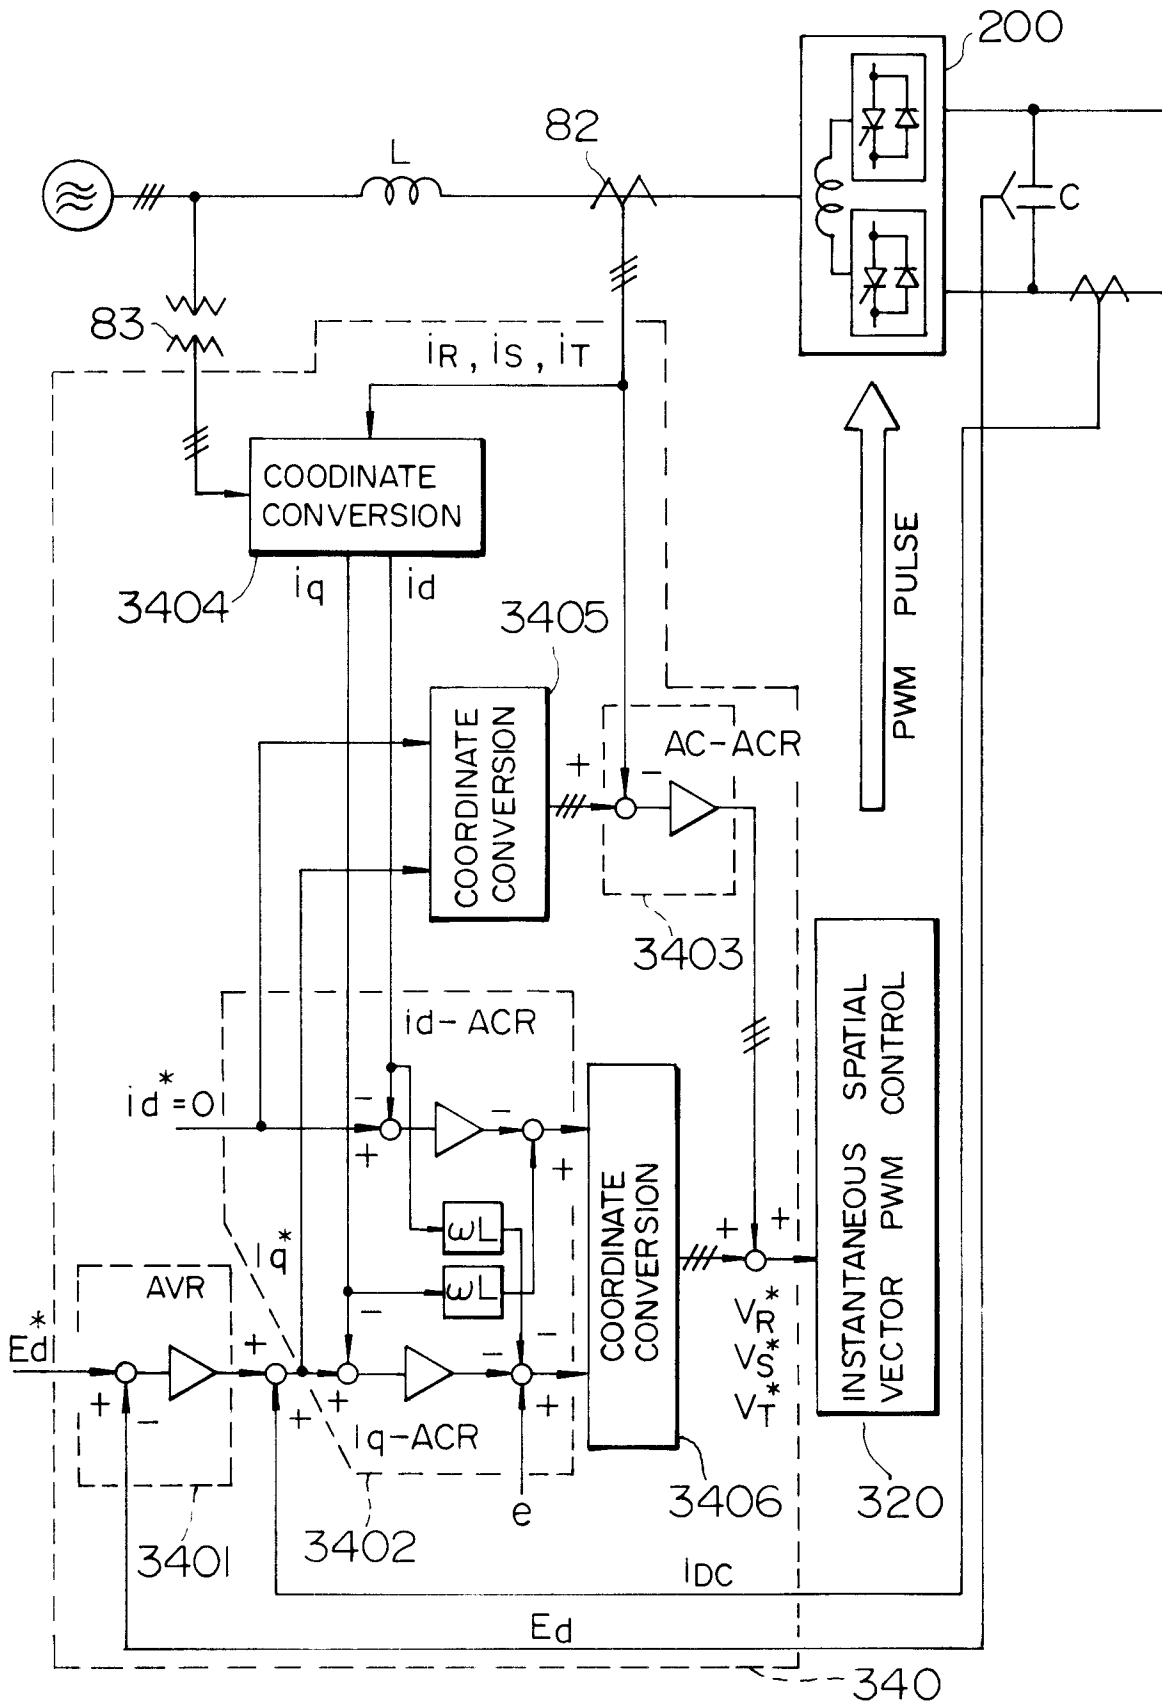 200
82
L
C
83
iR, iS, iT
COODINATE
CONVERSION
3404
iq
id
3405
PWM PULSE
COORDINATE
CONVERSION
+
-
AC-ACR
3403
id-ACR
id*=0
-
+
-
+
ωL
ωL
Iq*
AVR
Ed*
+
-
+
+
-
+
-
-
+
Iq-ACR
e
COORDINATE
CONVERSION
+
+
VR*
VS*
VT*
INSTANTANEOUS SPATIAL
VECTOR PWM CONTROL
3401
3402
3406
320
IDC
Ed
340